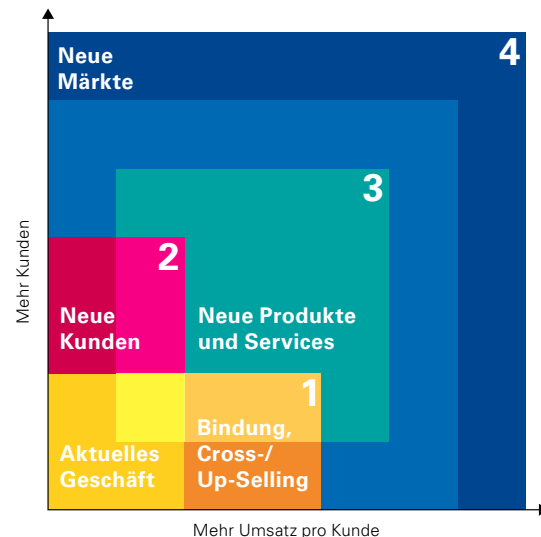 Neue
Märkte
4
3
2
Neue
Kunden
Neue Produkte
und Services
1
Bindung,
Cross-/
Up-Selling
Aktuelles
Geschäft
Mehr Kunden
Mehr Umsatz pro Kunde